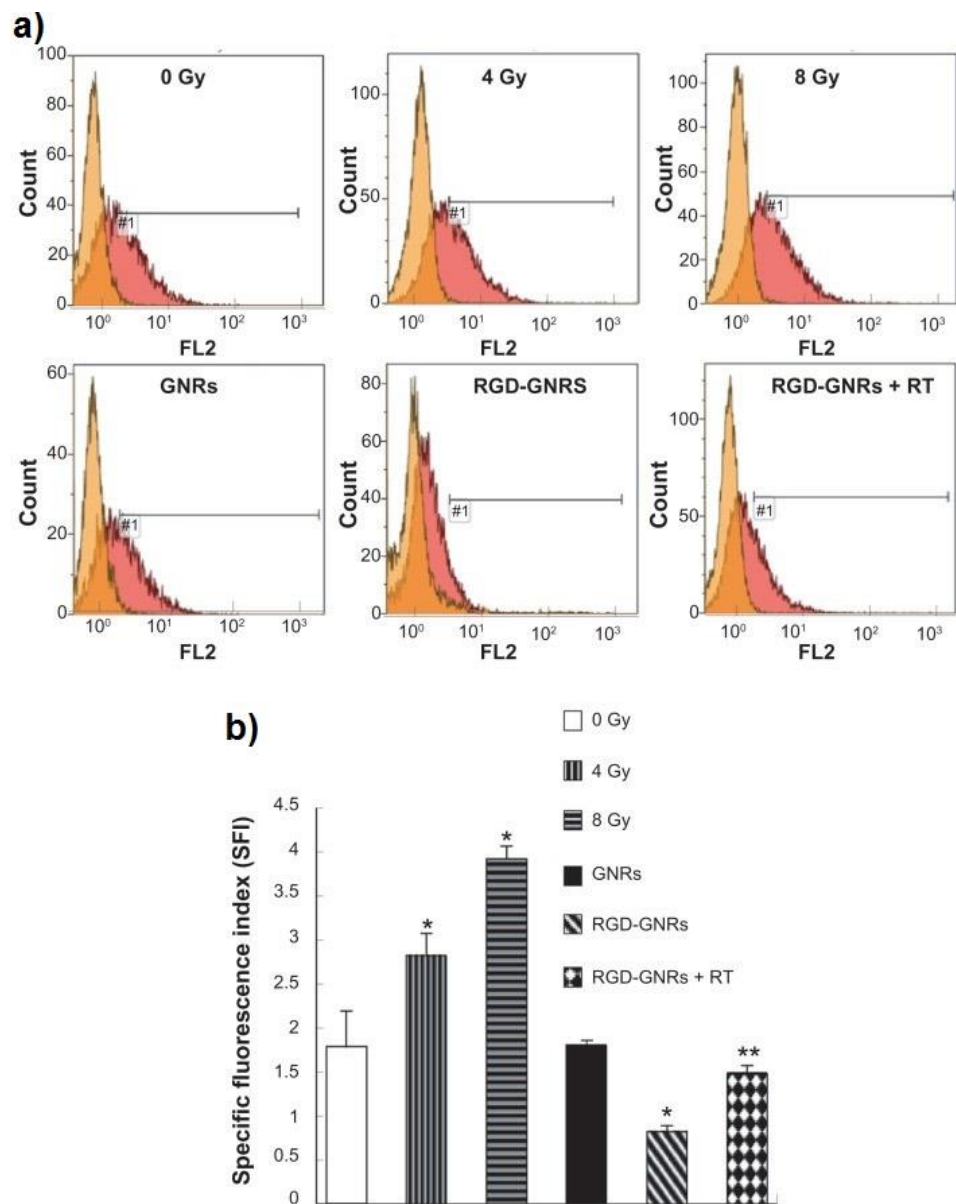 a)
0 Gy
4 Gy
8 Gy
Count
100
80
60
40
20
0
#1
10⁰
10¹
10²
10³
FL2
Count
100
50
0
#1
10⁰
10¹
10²
10³
FL2
Count
100
80
60
40
20
0
#1
10⁰
10¹
10²
10³
FL2
GNRs
RGD-GNRS
RGD-GNRs + RT
Count
60
40
20
0
#1
10⁰
10¹
10²
10³
FL2
Count
80
60
40
20
0
#1
10⁰
10¹
10²
10³
FL2
Count
100
50
0
#1
10⁰
10¹
10²
10³
FL2
b)
0 Gy
4 Gy
8 Gy
GNRs
RGD-GNRs
RGD-GNRs + RT
Specific fluorescence index (SFI)
4.5
4
3.5
3
2.5
2
1.5
1
0.5
0
*
*
*
**